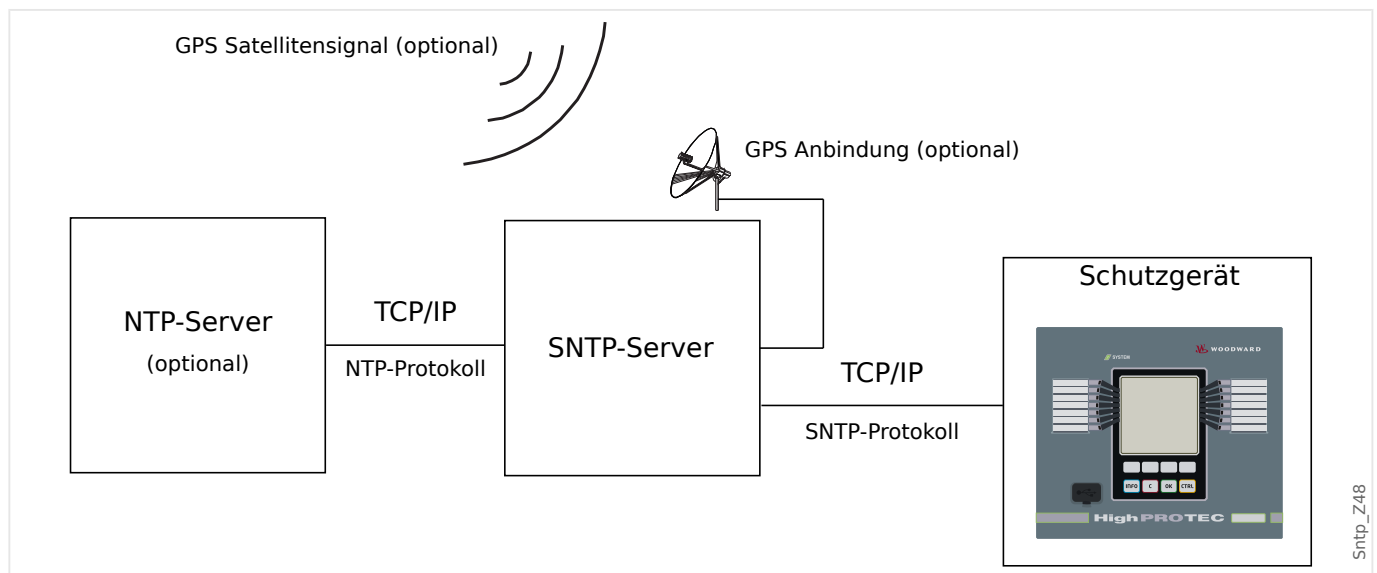 GPS Satellitensignal (optional)
GPS Anbindung (optional)
NTP-Server
(optional)
TCP/IP
NTP-Protokoll
SNTP-Server
TCP/IP
SNTP-Protokoll
Schutzgerät
WOODWARD
SYSTEM
INFO C OK CTRL
HighPROTEC
Sntp_Z48